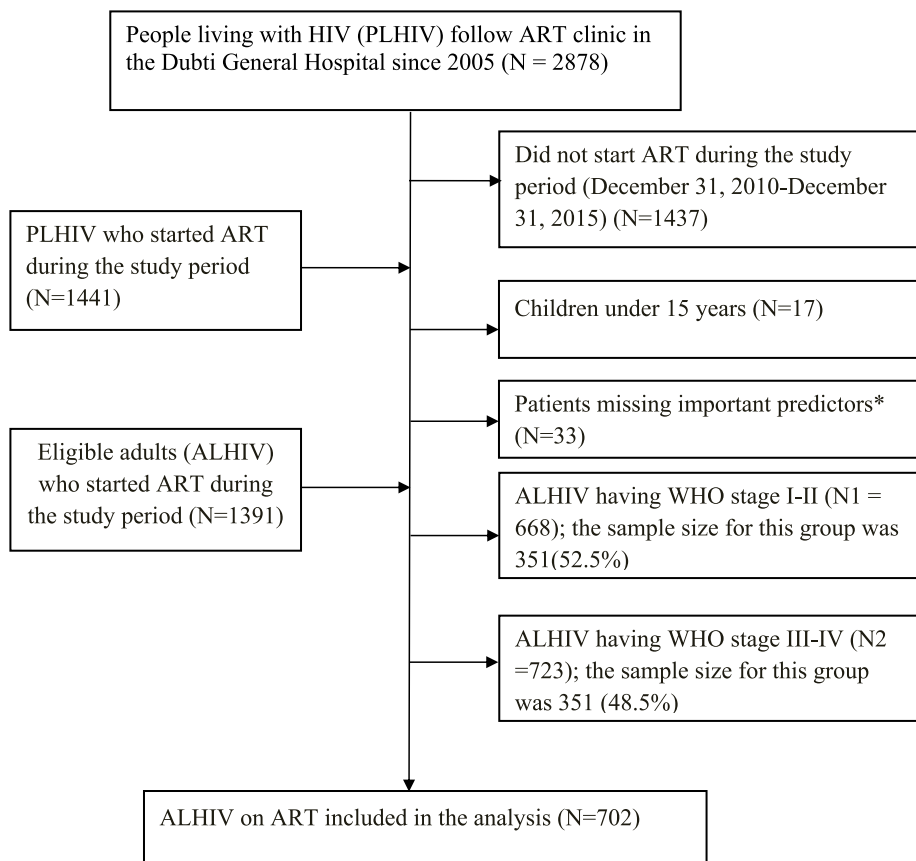 People living with HIV (PLHIV) follow ART clinic in
the Dubti General Hospital since 2005 (N = 2878)
Did not start ART during the study
period (December 31, 2010-December
31, 2015) (N=1437)
PLHIV who started ART
during the study period
(N=1441)
Children under 15 years (N=17)
Patients missing important predictors*
(N=33)
Eligible adults (ALHIV)
who started ART during
the study period (N=1391)
ALHIV having WHO stage I-II (N1 =
668); the sample size for this group was
351(52.5%)
ALHIV having WHO stage III-IV (N2
=723); the sample size for this group
was 351 (48.5%)
ALHIV on ART included in the analysis (N=702)